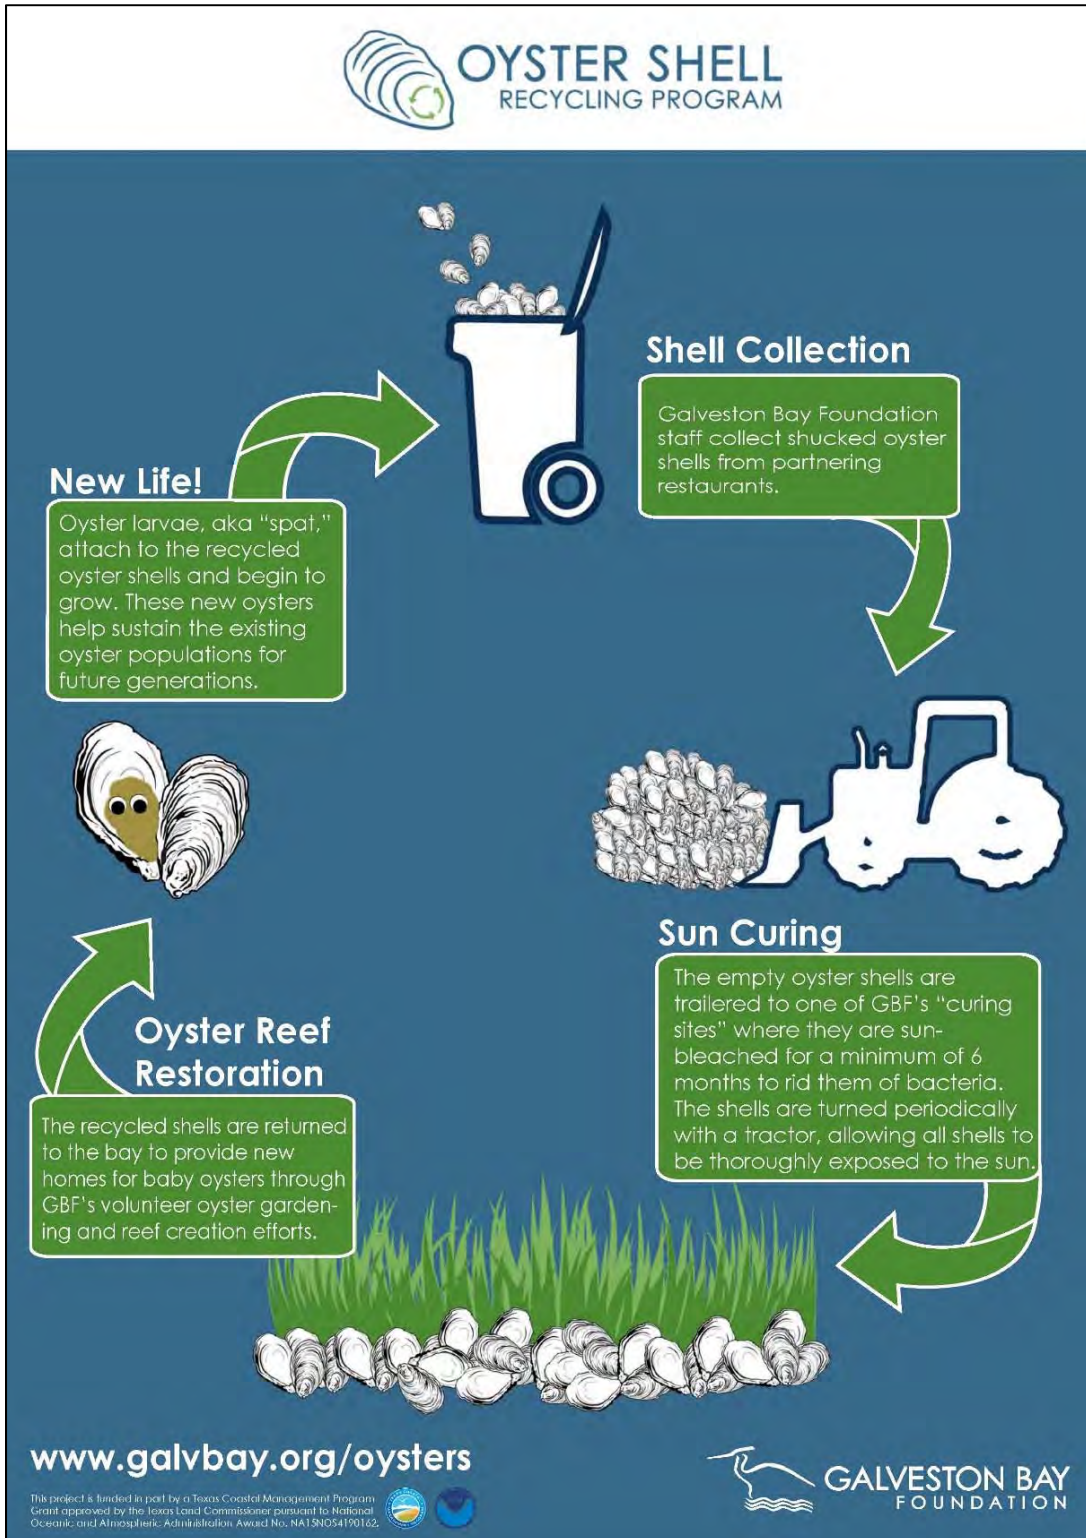 OYSTER SHELL
RECYCLING PROGRAM
Shell Collection
Galveston Bay Foundation
staff collect shucked oyster
shells from partnering
restaurants.
Sun Curing
The empty oyster shells are
trailered to one of GBF's "curing
sites" where they are sun-
bleached for a minimum of 6
months to rid them of bacteria.
The shells are turned periodically
with a tractor, allowing all shells to
be thoroughly exposed to the sun.
Oyster Reef
Restoration
The recycled shells are returned
to the bay to provide new
homes for baby oysters through
GBF's volunteer oyster garden-
ing and reef creation efforts.
New Life!
Oyster larvae, aka "spat,"
attach to the recycled
oyster shells and begin to
grow. These new oysters
help sustain the existing
oyster populations for
future generations.
www.galvbay.org/oysters
This project is funded in part by a Texas Coastal Management Program
Grant approved by the Texas Land Commissioner pursuant to National
Oceanic and Atmospheric Administration Award No. NA15NOS4190162.
GALVESTON BAY
FOUNDATION